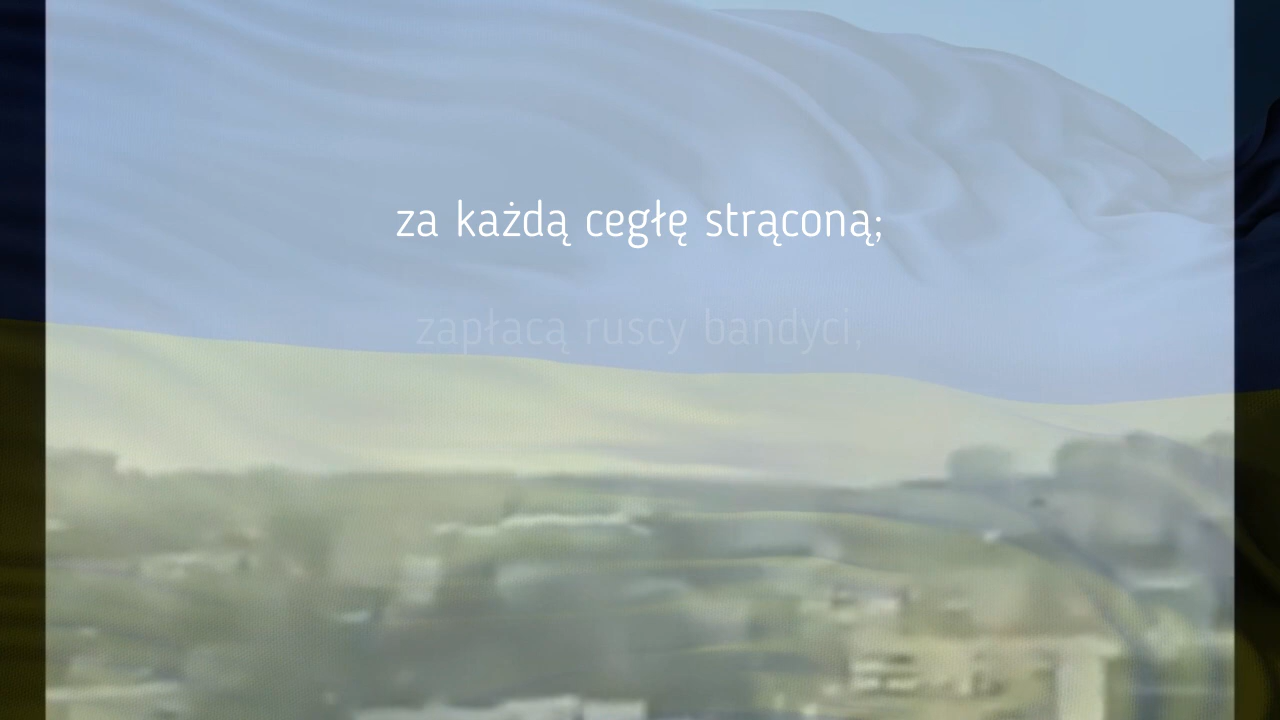 za każdą cegłę strąconą;
zapłacą ruscy bandyci,